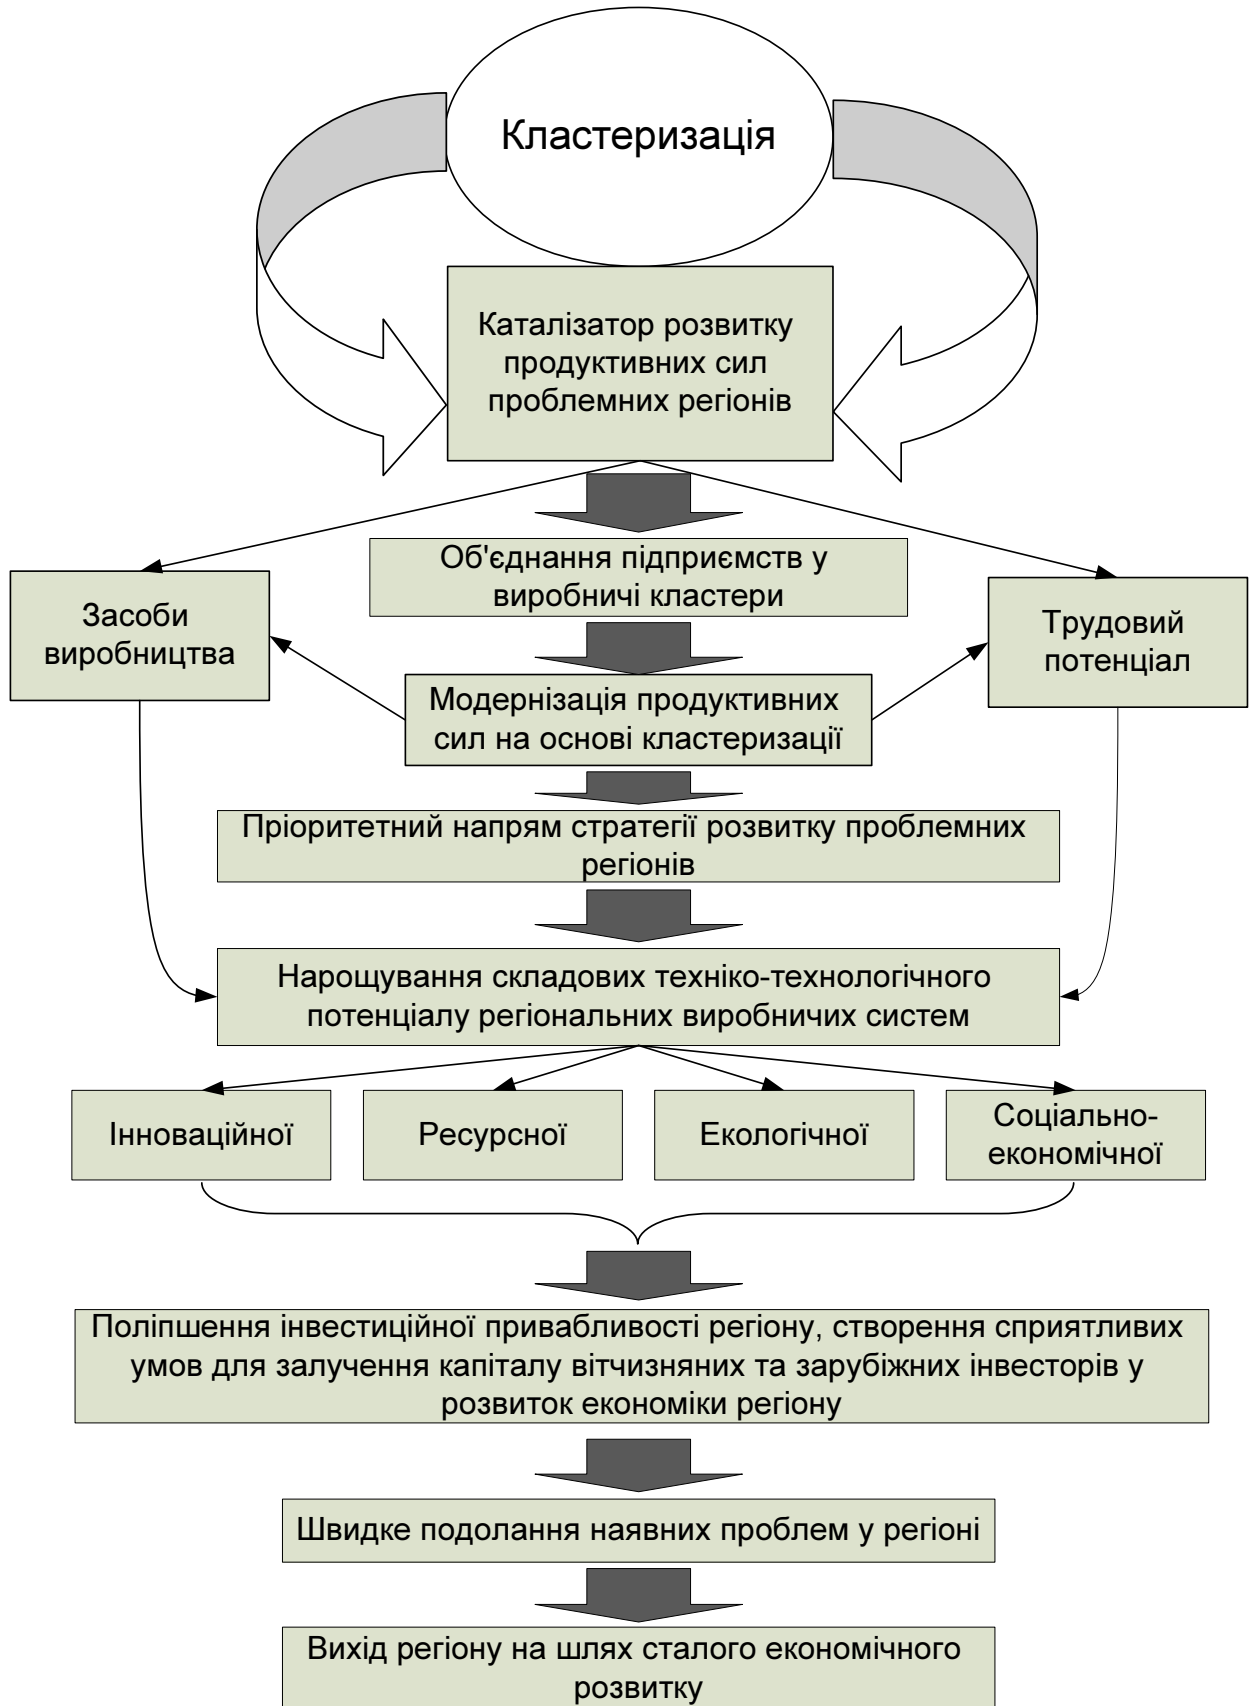 Кластеризація
Каталізатор розвитку
продуктивних сил
проблемних регіонів
Об'єднання підприємств у
виробничі кластери
Засоби
виробництва
Трудовий
потенціал
Модернізація продуктивних
сил на основі кластеризації
Пріоритетний напрям стратегії розвитку проблемних
регіонів
Нарощування складових техніко-технологічного
потенціалу регіональних виробничих систем
Інноваційної
Ресурсної
Екологічної
Соціально-
економічної
Поліпшення інвестиційної привабливості регіону, створення сприятливих
умов для залучення капіталу вітчизняних та зарубіжних інвесторів у
розвиток економіки регіону
Швидке подолання наявних проблем у регіоні
Вихід регіону на шлях сталого економічного
розвитку